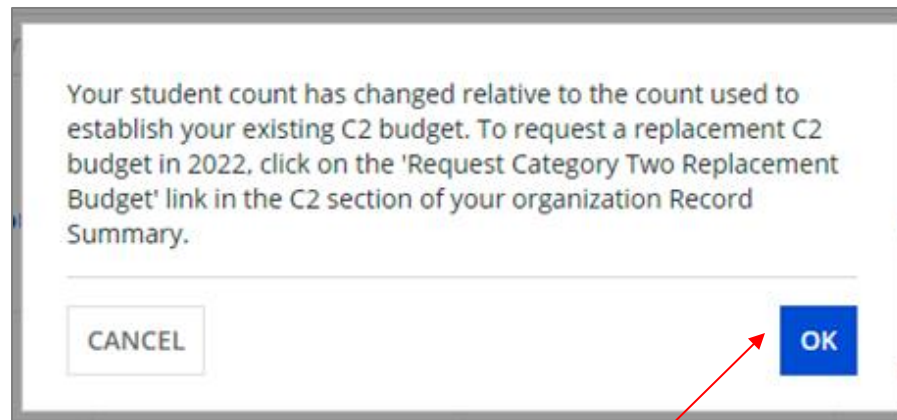 Your student count has changed relative to the count used to
establish your existing C2 budget. To request a replacement C2
budget in 2022, click on the 'Request Category Two Replacement
Budget' link in the C2 section of your organization Record
Summary.
CANCEL
OK